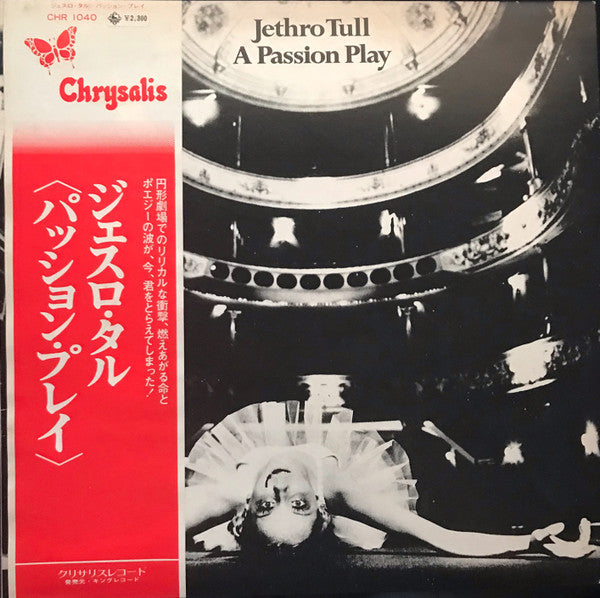 ジェスロ・タル/パッション・プレイ
CHR 1040
¥2,300
Chrysalis
Jethro Tull
A Passion Play
円形劇場でのリリカルな衝撃、燃えあがる命と
ポエジーの波が、今、君をとらえてしまった!
ジェスロ・タル
〈パッション・プレイ〉
クリサリスレコード
発売元・キングレコード